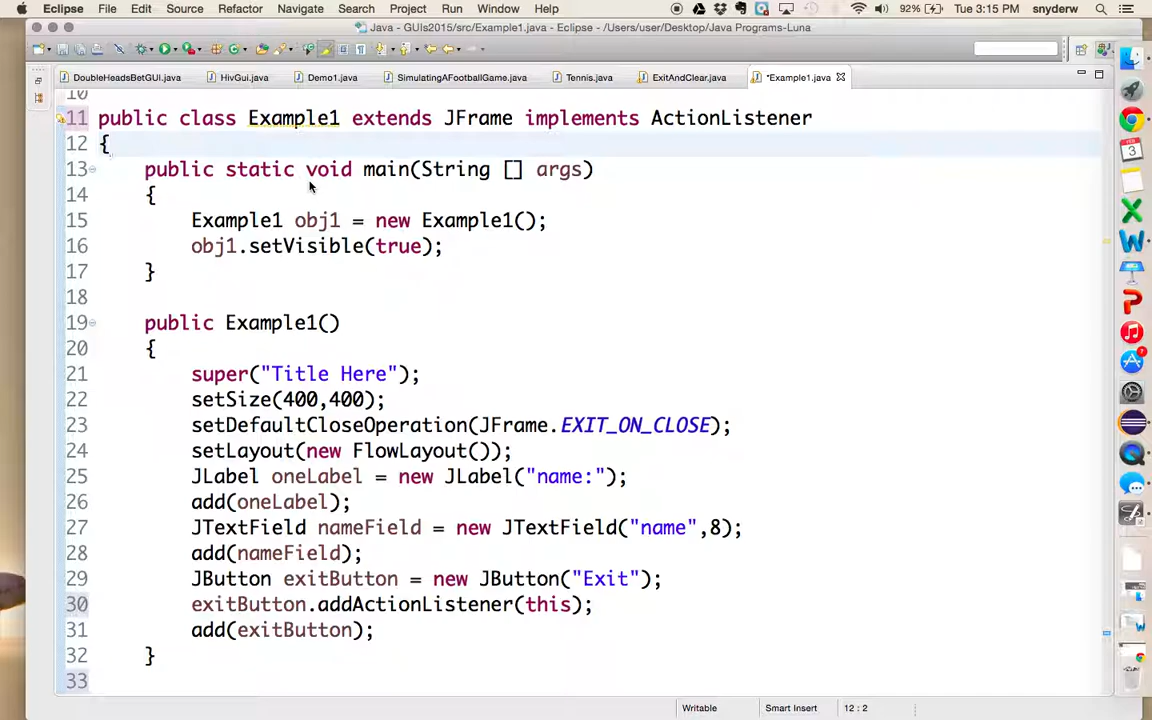 Eclipse File Edit Source Refactor Navigate Search Project Run Window Help 92% Tue 3:15 PM snyderw
Java - GUIs2015/src/Example1.java - Eclipse - /Users/user/Desktop/Java Programs-Luna
DoubleHeadsBetGUI.java HivGui.java Demo1.java SimulatingAFootballGame.java Tennis.java ExitAndClear.java *Example1.java
10
11 public class Example1 extends JFrame implements ActionListener
12 {
13 public static void main(String [] args)
14 {
15 Example1 obj1 = new Example1();
16 obj1.setVisible(true);
17 }
18
19 public Example1()
20 {
21 super("Title Here");
22 setSize(400,400);
23 setDefaultCloseOperation(JFrame.EXIT_ON_CLOSE);
24 setLayout(new FlowLayout());
25 JLabel oneLabel = new JLabel("name:");
26 add(oneLabel);
27 JTextField nameField = new JTextField("name",8);
28 add(nameField);
29 JButton exitButton = new JButton("Exit");
30 exitButton.addActionListener(this);
31 add(exitButton);
32 }
33
Writable Smart Insert 12 : 2